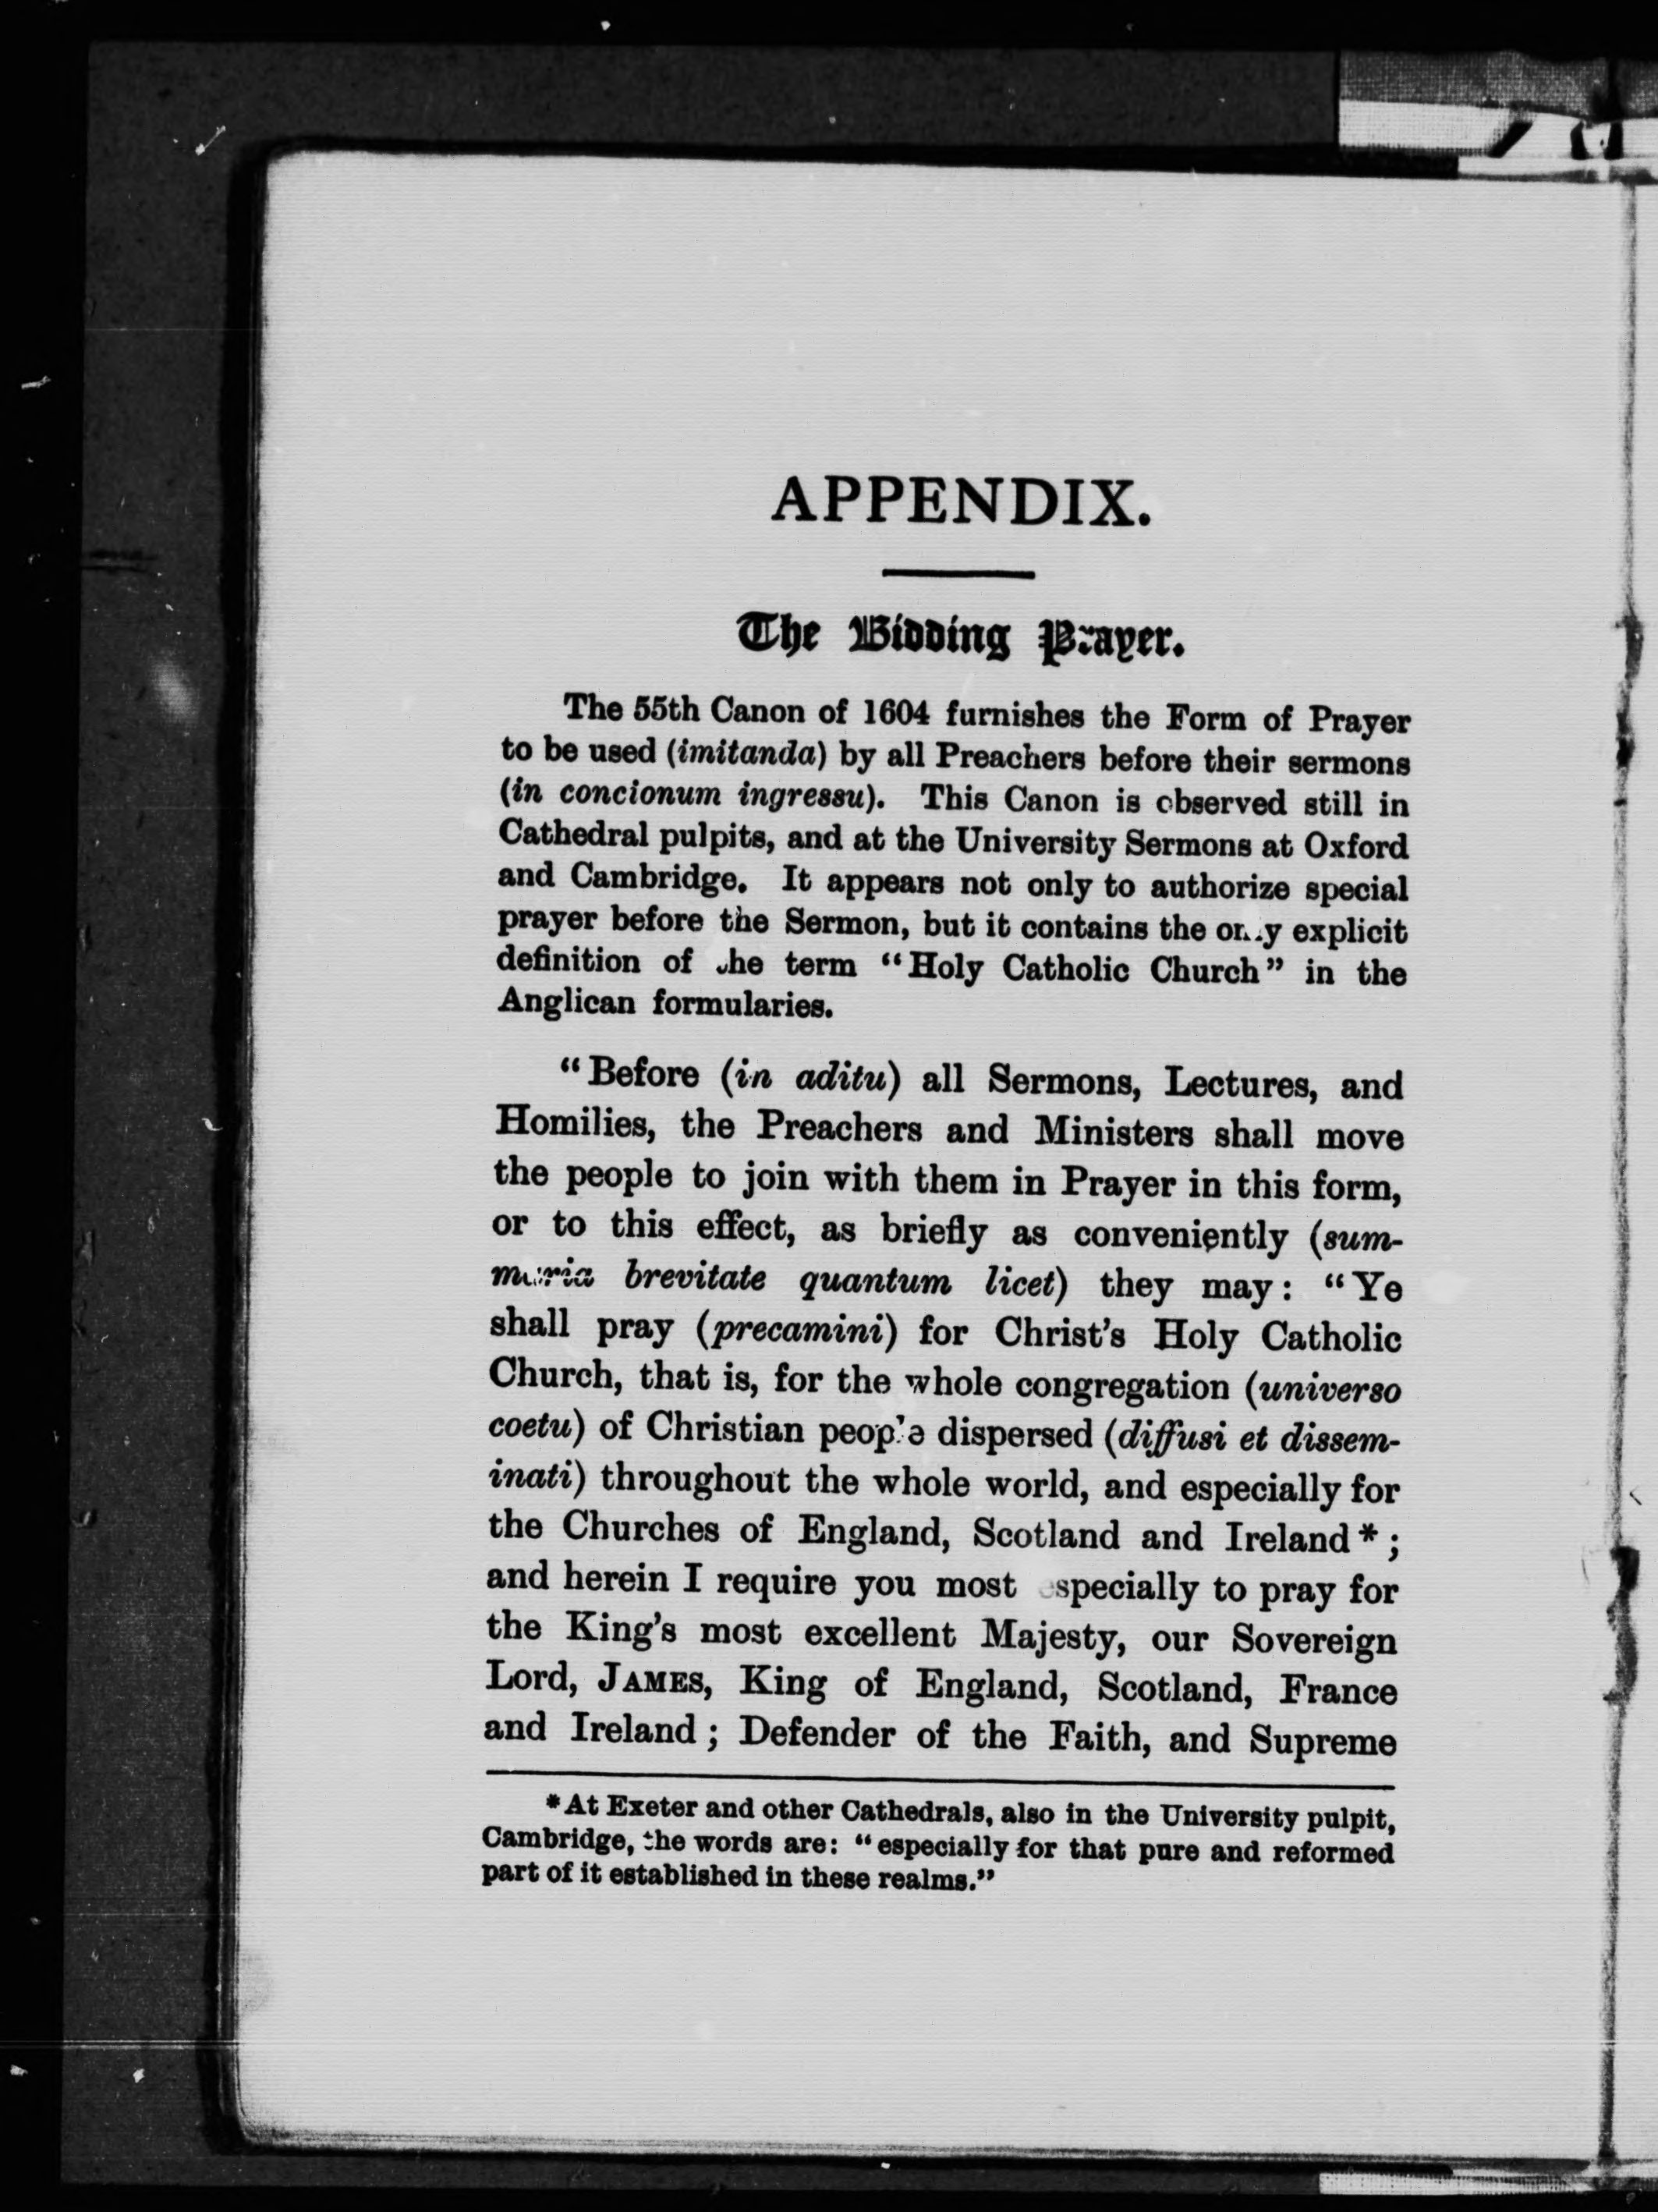 APPENDIX.
The Bidding Prayer.
The 55th Canon of 1604 furnishes the Form of Prayer
to be used (imitanda) by all Preachers before their sermons
(in concionum ingressu). This Canon is observed still in
Cathedral pulpits, and at the University Sermons at Oxford
and Cambridge. It appears not only to authorize special
prayer before the Sermon, but it contains the only explicit
definition of the term “Holy Catholic Church” in the
Anglican formularies.
“Before (in aditu) all Sermons, Lectures, and
Homilies, the Preachers and Ministers shall move
the people to join with them in Prayer in this form,
or to this effect, as briefly as conveniently (sum-
maria brevitate quantum licet) they may: “Ye
shall pray (precamini) for Christ’s Holy Catholic
Church, that is, for the whole congregation (universo
coetu) of Christian people dispersed (diffusi et dissem-
inati) throughout the whole world, and especially for
the Churches of England, Scotland and Ireland*;
and herein I require you most especially to pray for
the King’s most excellent Majesty, our Sovereign
Lord, JAMES, King of England, Scotland, France
and Ireland; Defender of the Faith, and Supreme
*At Exeter and other Cathedrals, also in the University pulpit,
Cambridge, the words are: “especially for that pure and reformed
part of it established in these realms.”